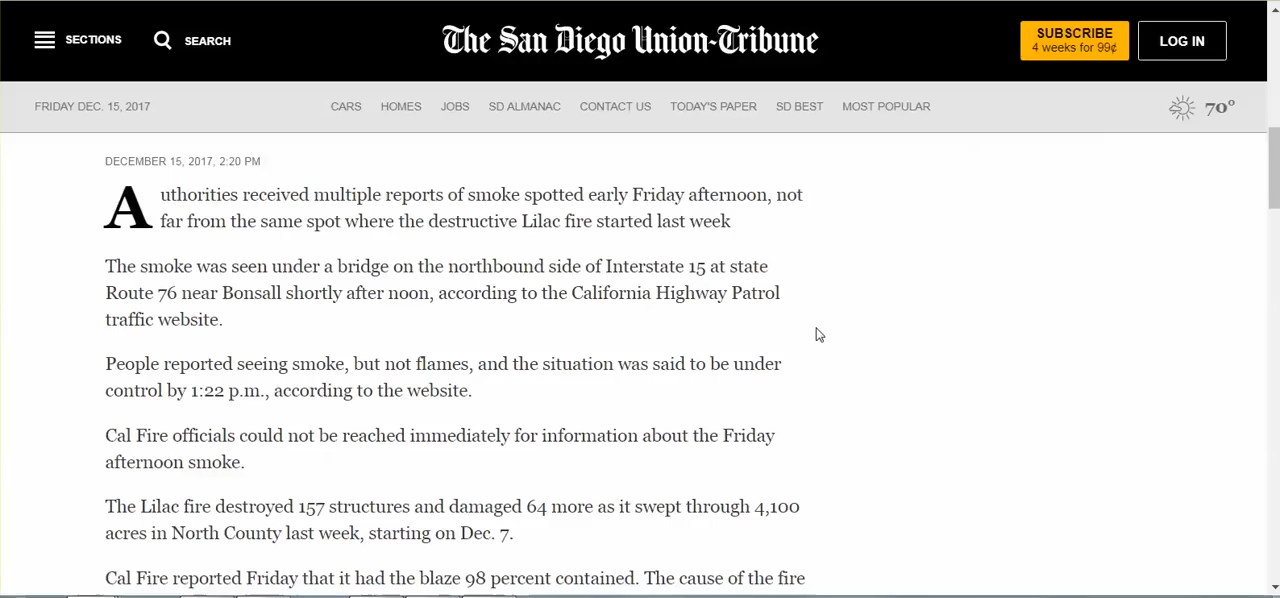 SECTIONS SEARCH The San Diego Union-Tribune SUBSCRIBE LOG IN
4 weeks for 99¢
FRIDAY DEC. 15, 2017 CARS HOMES JOBS SD ALMANAC CONTACT US TODAY'S PAPER SD BEST MOST POPULAR 70°
DECEMBER 15, 2017, 2:20 PM
Authorities received multiple reports of smoke spotted early Friday afternoon, not
far from the same spot where the destructive Lilac fire started last week
The smoke was seen under a bridge on the northbound side of Interstate 15 at state
Route 76 near Bonsall shortly after noon, according to the California Highway Patrol
traffic website.
People reported seeing smoke, but not flames, and the situation was said to be under
control by 1:22 p.m., according to the website.
Cal Fire officials could not be reached immediately for information about the Friday
afternoon smoke.
The Lilac fire destroyed 157 structures and damaged 64 more as it swept through 4,100
acres in North County last week, starting on Dec. 7.
Cal Fire reported Friday that it had the blaze 98 percent contained. The cause of the fire